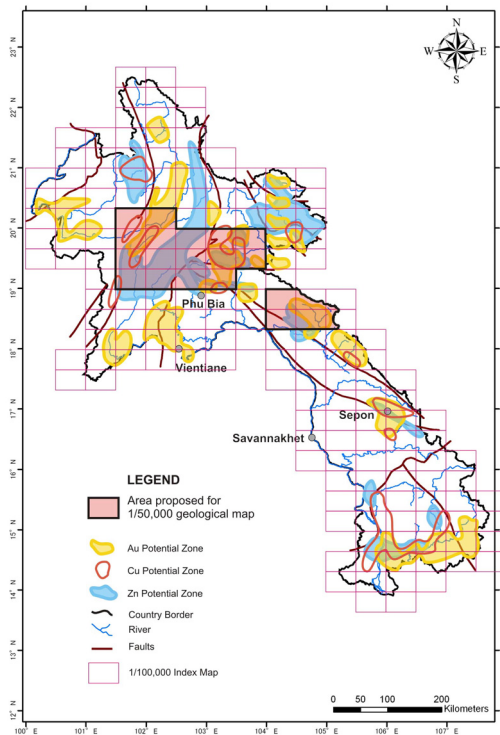 N
W E
S
23° N
22° N
21° N
20° N
19° N
18° N
17° N
16° N
15° N
14° N
13° N
12° N
Phu Bia
Vientiane
Sepon
Savannakhet
LEGEND
Area proposed for
1/50,000 geological map
Au Potential Zone
Cu Potential Zone
Zn Potential Zone
Country Border
River
Faults
1/100,000 Index Map
0 50 100 200
Kilometers
100° E 101° E 102° E 103° E 104° E 105° E 106° E 107° E